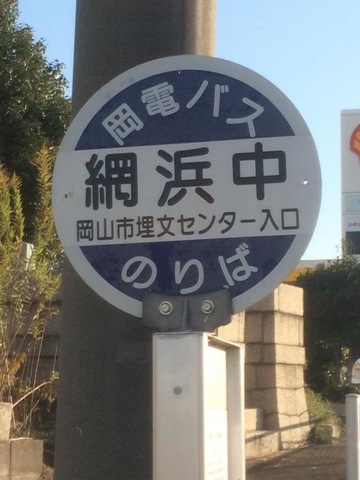 岡電バス
網浜中
岡山市埋文センター入口
のりば